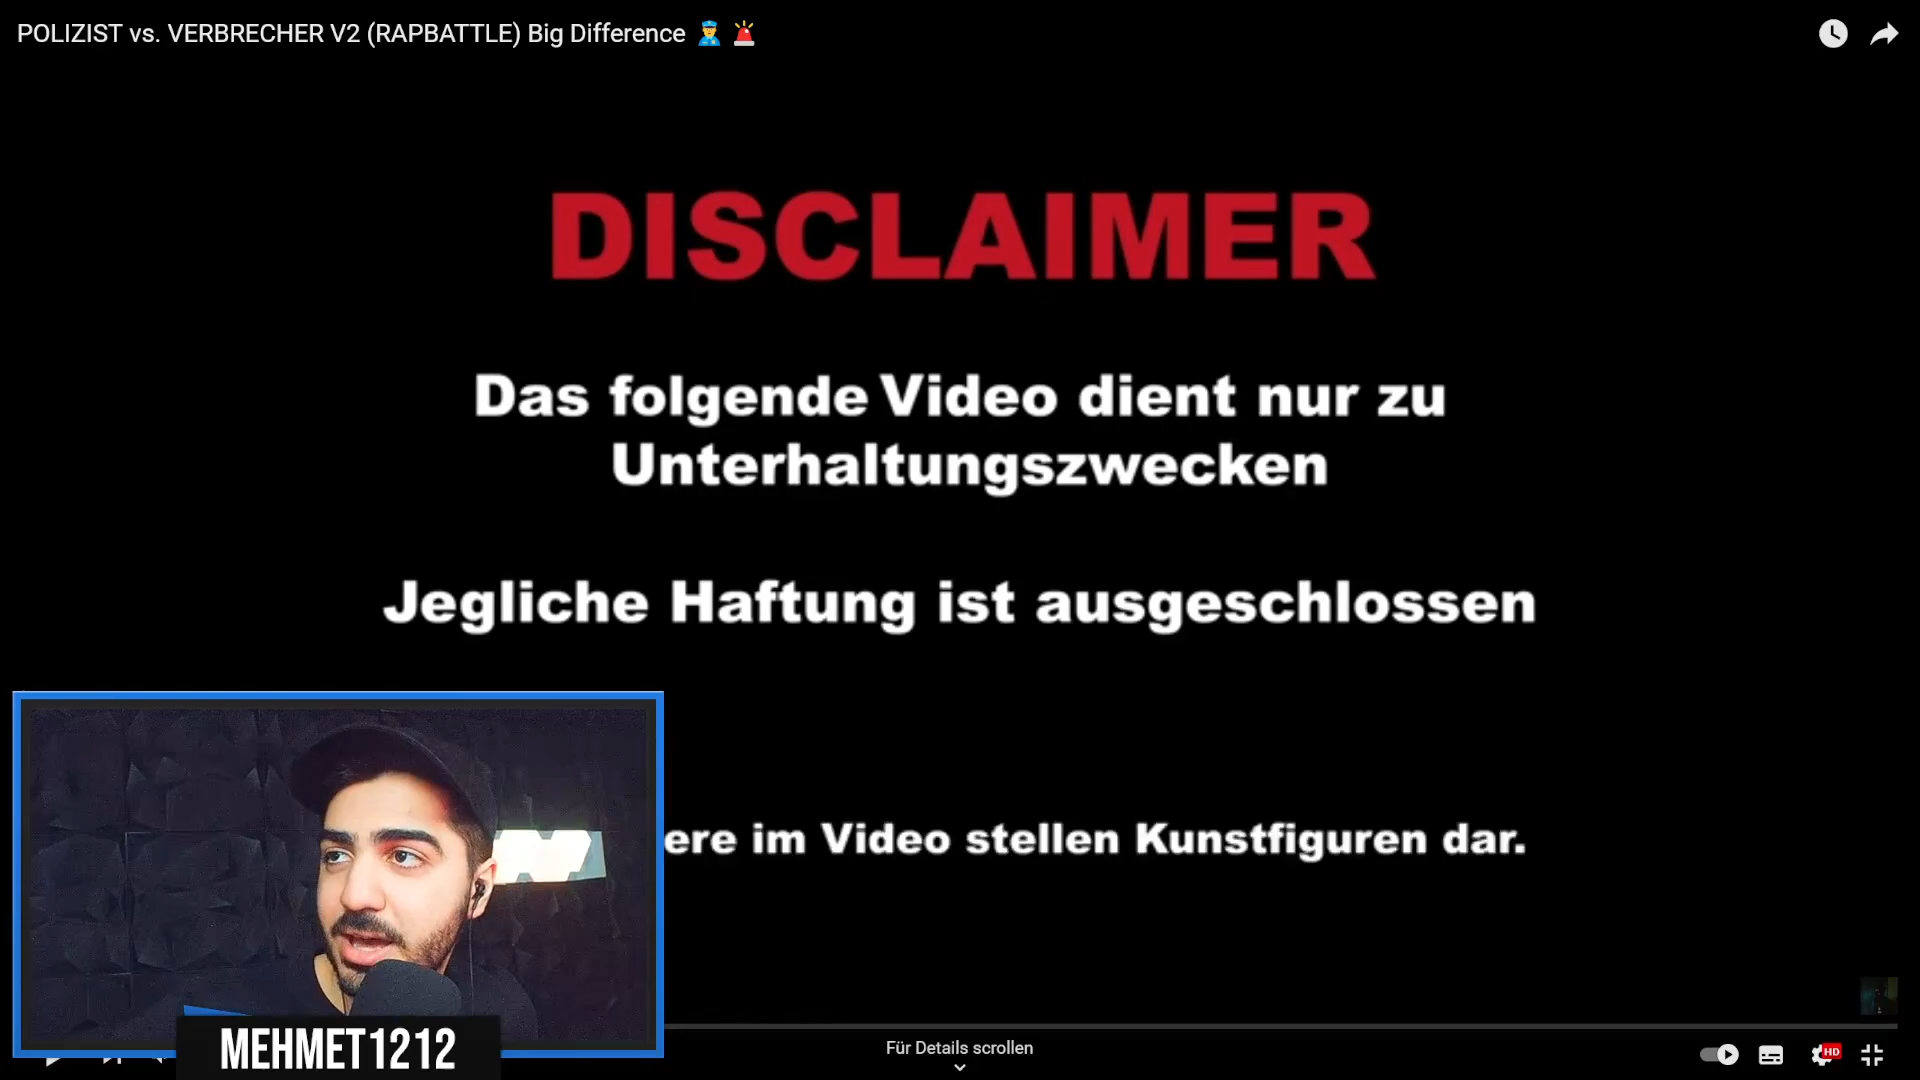 POLIZIST vs. VERBRECHER V2 (RAPBATTLE) Big Difference 👮 🚨
DISCLAIMER
Das folgende Video dient nur zu
Unterhaltungszwecken
Jegliche Haftung ist ausgeschlossen
im Video stellen Kunstfiguren dar.
MEHMET1212
Für Details scrollen
HD